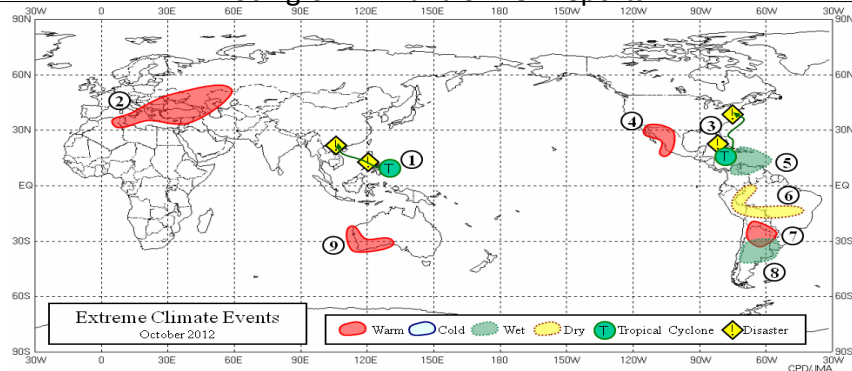 30W 0 30E 60E 90E 120E 150E 180 150W 120W 90W 60W 30W
90N 90N
60N 60N
2
4 3
30N 30N
T 1 T 5
EQ EQ
6
30S 9 7 30S
8
60S 60S
Extreme Climate Events
October 2012
Warm Cold Wet Dry T Tropical Cyclone ! Disaster
90S 90S
30W 0 30E 60E 90E 120E 150E 180 150W 120W 90W 60W 30W
CPD/JMA